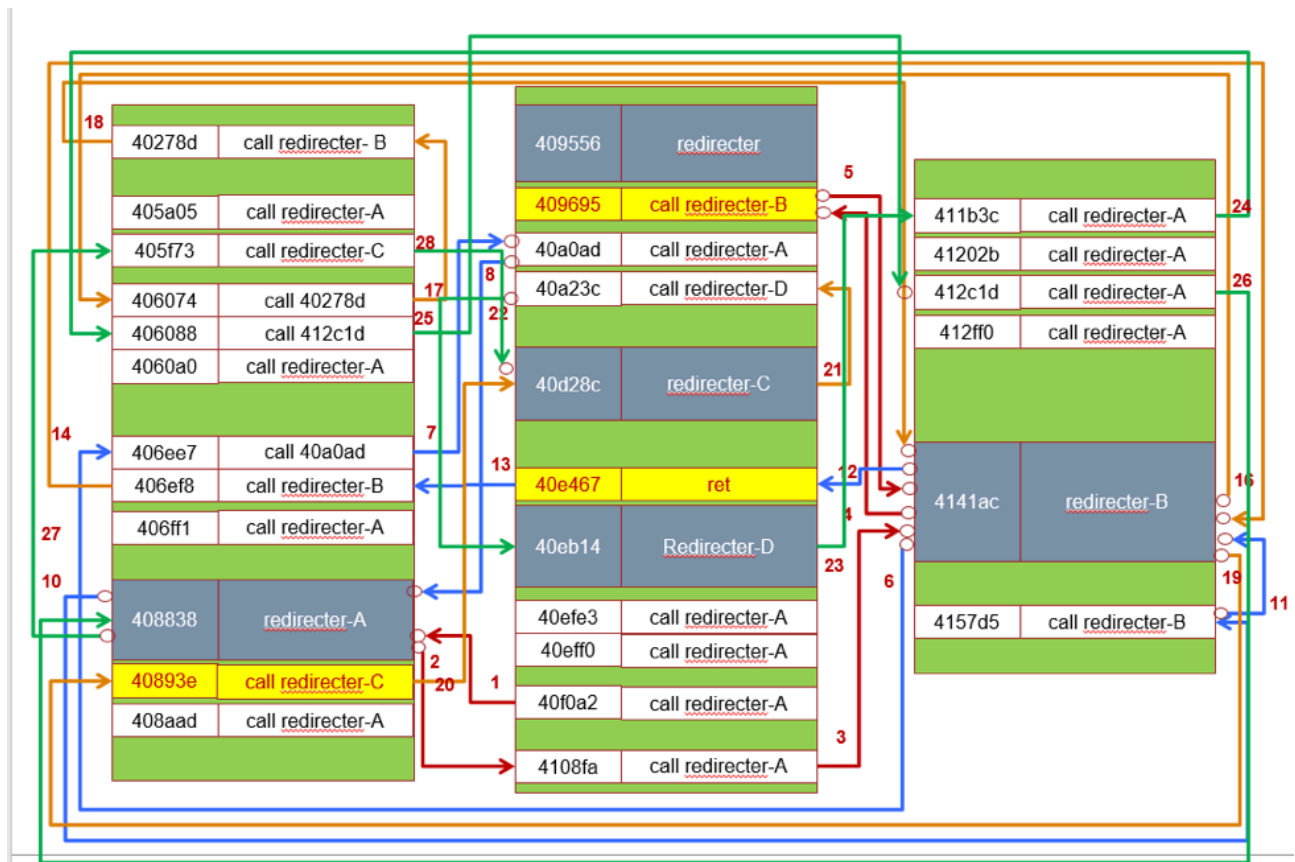 18
40278d call redirecter- B
405a05 call redirecter-A
405f73 call redirecter-C
28
406074 call 40278d
17
406088 call 412c1d
25
4060a0 call redirecter-A
14
7
406ee7 call 40a0ad
406ef8 call redirecter-B
406ff1 call redirecter-A
27
10
408838 redirecter-A
2
40893e call redirecter-C
20
408aad call redirecter-A
409556 redirecter
5
409695 call redirecter-B
40a0ad call redirecter-A
8
40a23c call redirecter-D
22
40d28c redirecter-C
21
13
40e467 ret
12
40eb14 Redirecter-D
4
23
6
40efe3 call redirecter-A
40eff0 call redirecter-A
1
40f0a2 call redirecter-A
3
4108fa call redirecter-A
411b3c call redirecter-A
24
41202b call redirecter-A
412c1d call redirecter-A
26
412ff0 call redirecter-A
16
4141ac redirecter-B
19
11
4157d5 call redirecter-B